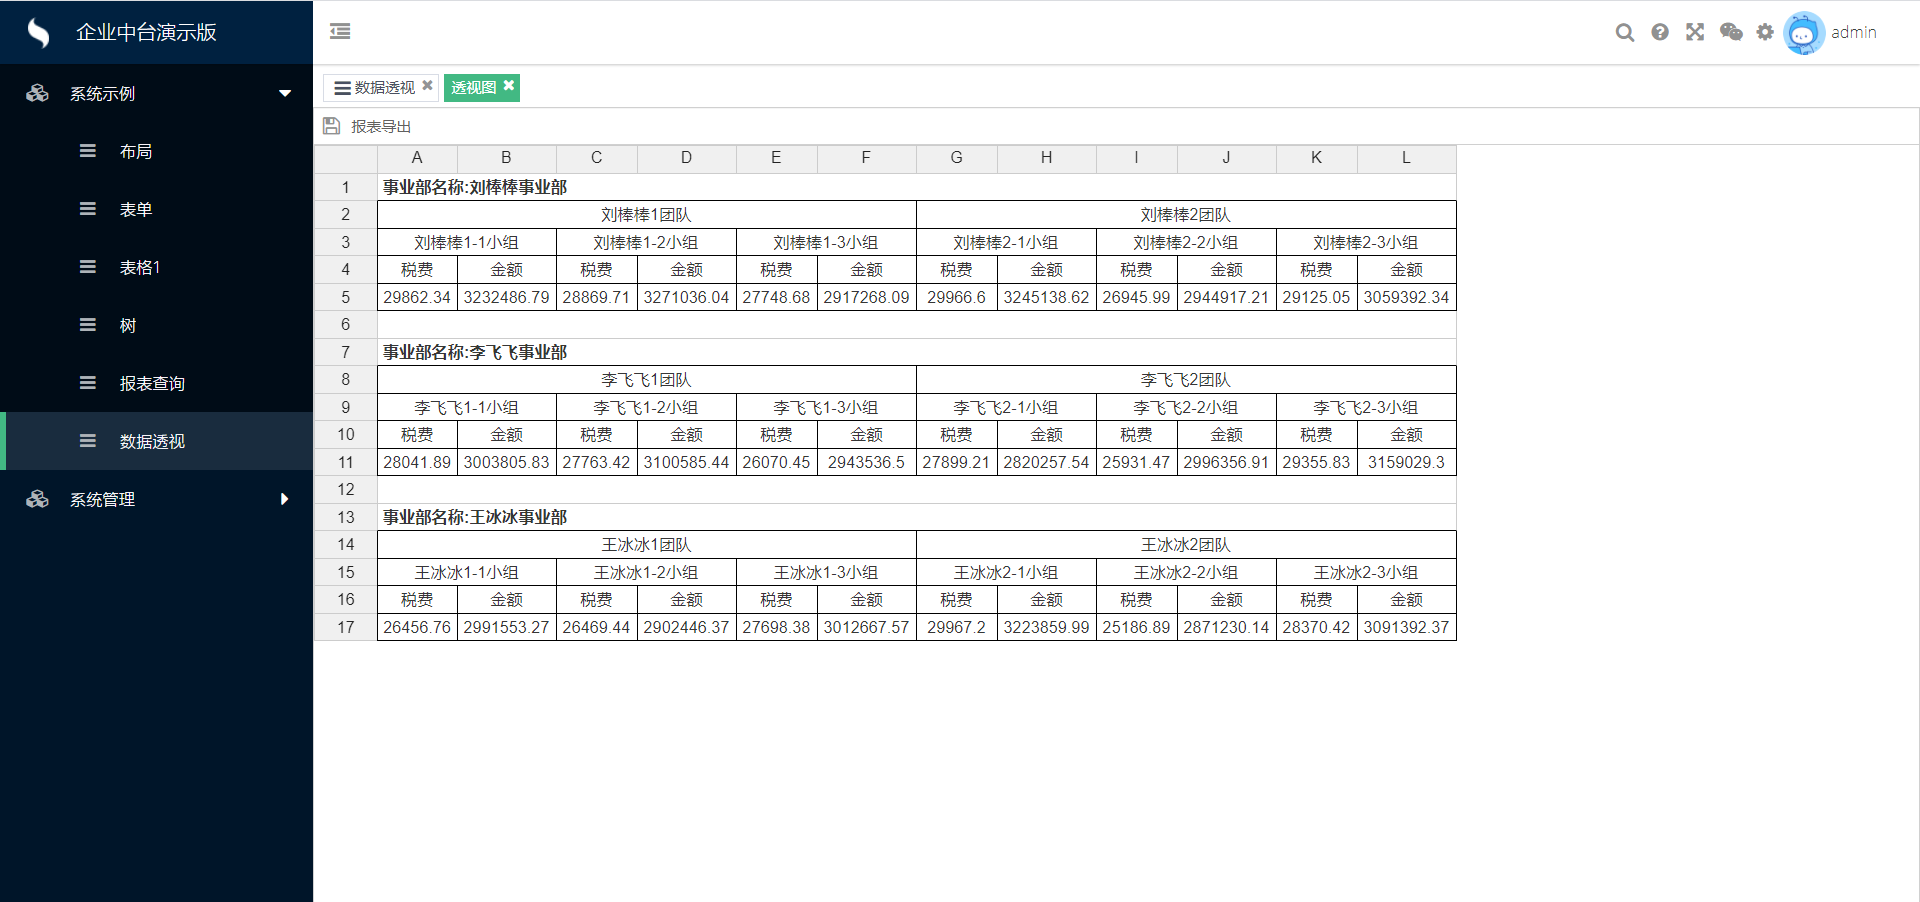 企业中台演示版
admin
系统示例
布局
表单
表格1
树
报表查询
数据透视
系统管理
数据透视 透视图
报表导出
A B C D E F G H I J K L
1 事业部名称:刘棒棒事业部
2 刘棒棒1团队 刘棒棒2团队
3 刘棒棒1-1小组 刘棒棒1-2小组 刘棒棒1-3小组 刘棒棒2-1小组 刘棒棒2-2小组 刘棒棒2-3小组
4 税费 金额 税费 金额 税费 金额 税费 金额 税费 金额 税费 金额
5 29862.34 3232486.79 28869.71 3271036.04 27748.68 2917268.09 29966.6 3245138.62 26945.99 2944917.21 29125.05 3059392.34
6
7 事业部名称:李飞飞事业部
8 李飞飞1团队 李飞飞2团队
9 李飞飞1-1小组 李飞飞1-2小组 李飞飞1-3小组 李飞飞2-1小组 李飞飞2-2小组 李飞飞2-3小组
10 税费 金额 税费 金额 税费 金额 税费 金额 税费 金额 税费 金额
11 28041.89 3003805.83 27763.42 3100585.44 26070.45 2943536.5 27899.21 2820257.54 25931.47 2996356.91 29355.83 3159029.3
12
13 事业部名称:王冰冰事业部
14 王冰冰1团队 王冰冰2团队
15 王冰冰1-1小组 王冰冰1-2小组 王冰冰1-3小组 王冰冰2-1小组 王冰冰2-2小组 王冰冰2-3小组
16 税费 金额 税费 金额 税费 金额 税费 金额 税费 金额 税费 金额
17 26456.76 2991553.27 26469.44 2902446.37 27698.38 3012667.57 29967.2 3223859.99 25186.89 2871230.14 28370.42 3091392.37